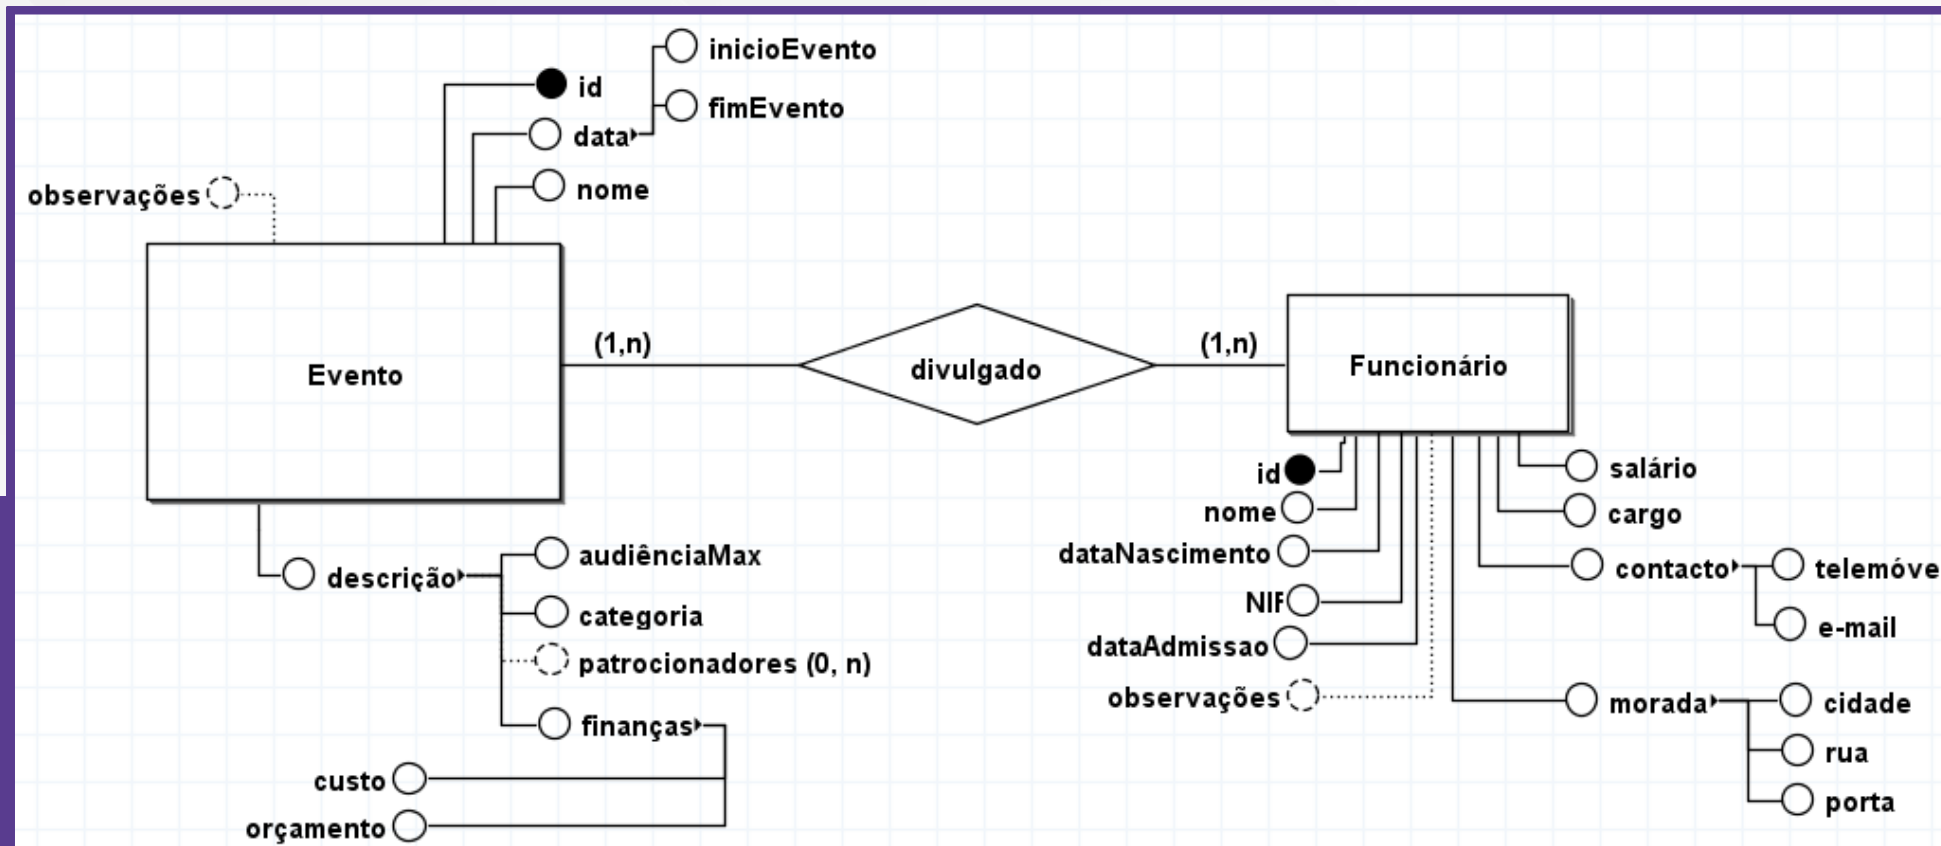 inicioEvento
id
fimEvento
data
nome
observações
Evento
(1,n)
divulgado
(1,n)
Funcionário
descrição
audiênciaMax
categoria
patrocionadores (0, n)
finanças
custo
orçamento
id
nome
dataNascimento
NIF
dataAdmissao
observações
salário
cargo
contacto
telemóve
e-mail
morada
cidade
rua
porta